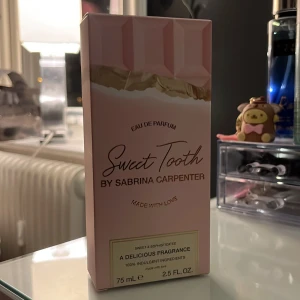 EAU DE PARFUM
Sweet Tooth
BY SABRINA CARPENTER
MADE WITH LOVE
A DELICIOUS FRAGRANCE
75 mL e 2.5 FL. OZ.